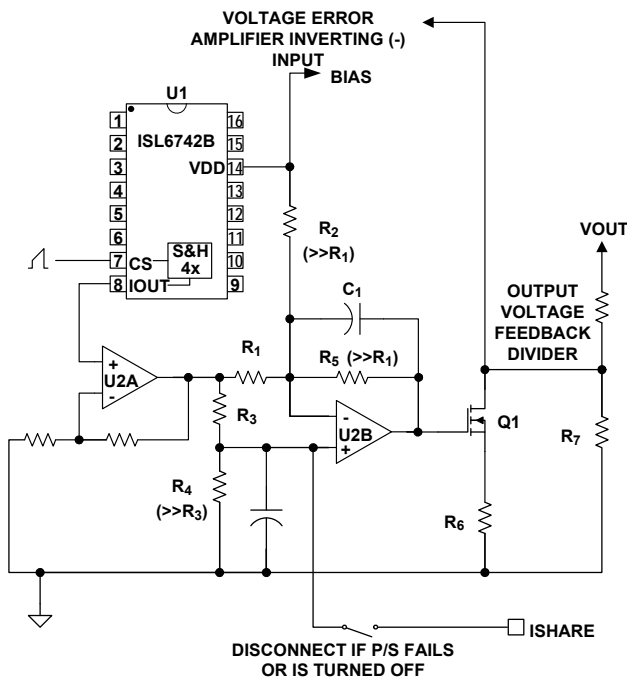 VOLTAGE ERROR
AMPLIFIER INVERTING (-)
INPUT
BIAS
U1
ISL6742B
1
2
3
4
5
6
7
8
16
15
14
13
12
11
10
9
VDD
CS
IOUT
S&H
4x
R2
(>>R1)
C1
R1
R5 (>>R1)
VOUT
OUTPUT
VOLTAGE
FEEDBACK
DIVIDER
+
U2A
-
R3
-
U2B
+
Q1
R7
R4
(>>R3)
R6
ISHARE
DISCONNECT IF P/S FAILS
OR IS TURNED OFF